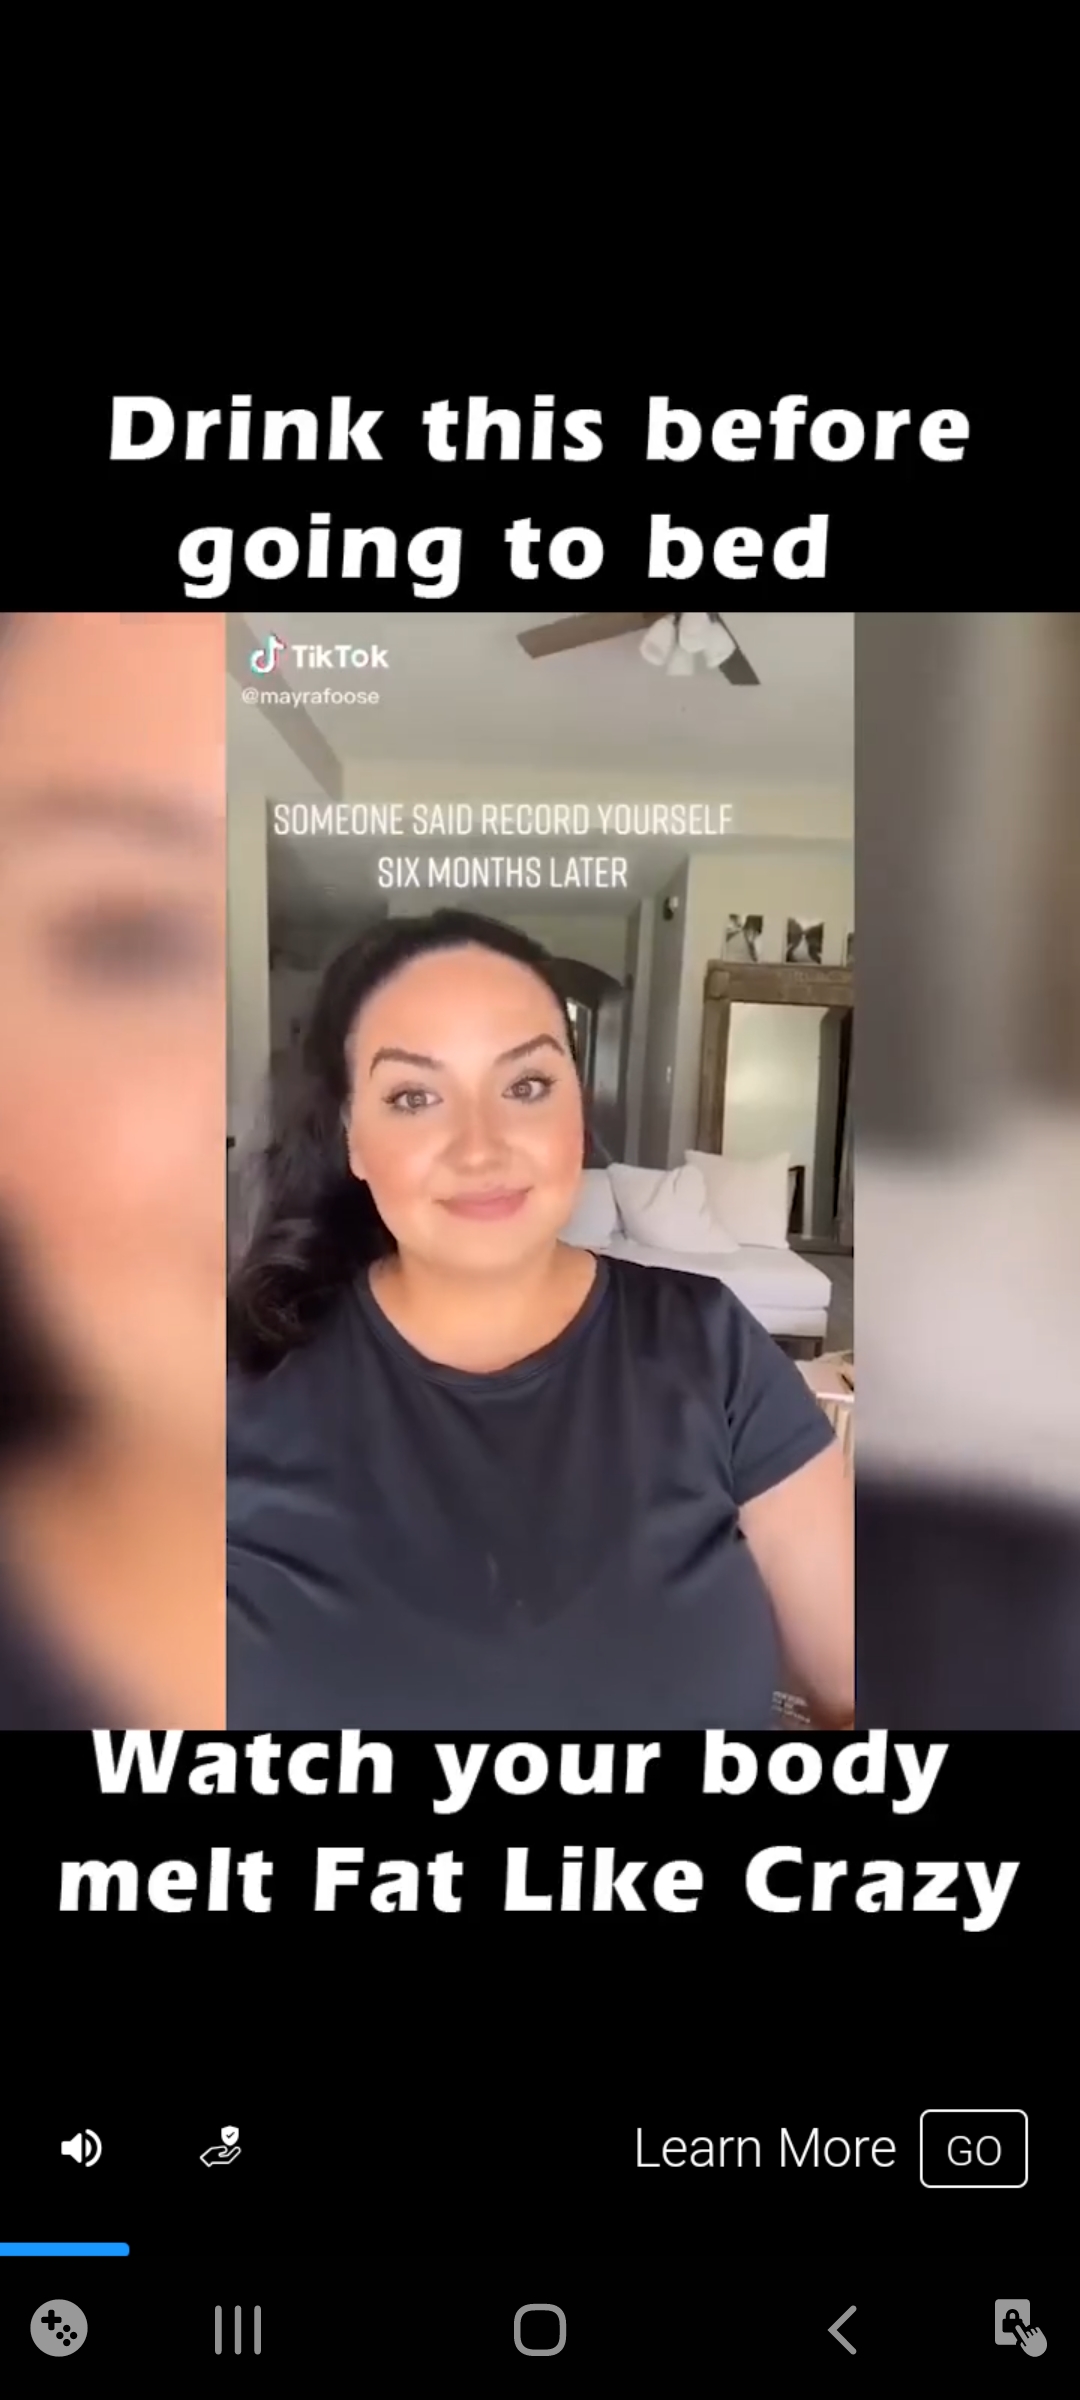 Drink this before
going to bed
TikTok
@mayrafoose
SOMEONE SAID RECORD YOURSELF
SIX MONTHS LATER
Watch your body
melt Fat Like Crazy
Learn More GO